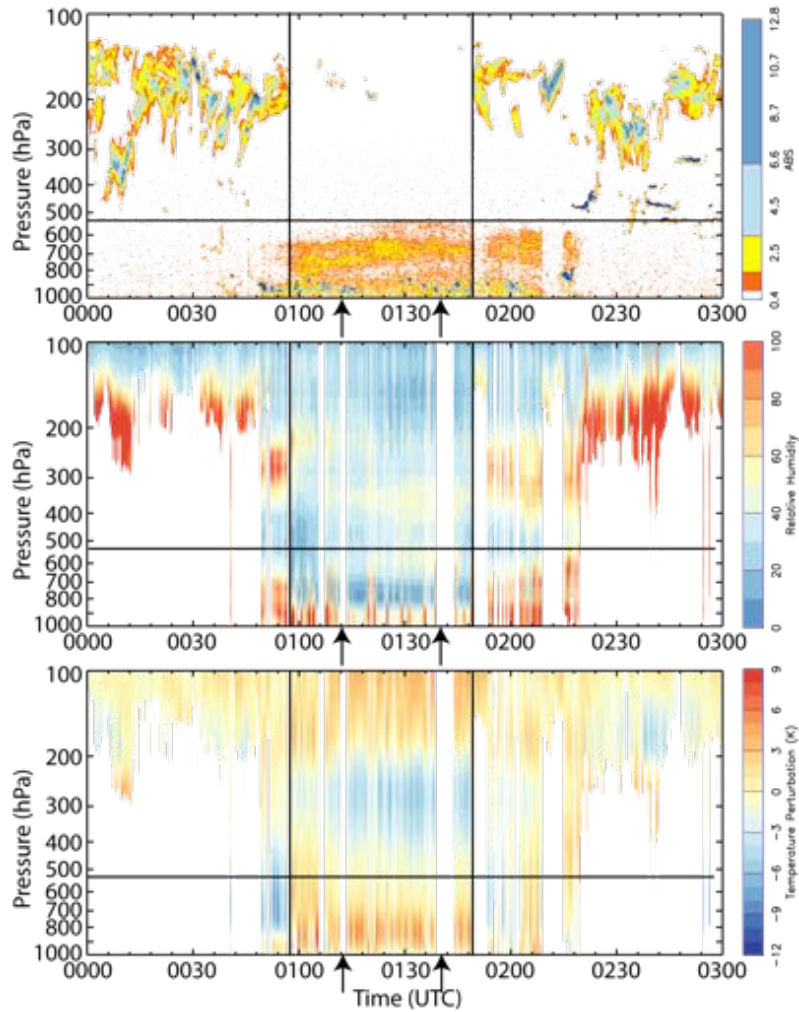 100
200
300
400
500
600
800
1000
Pressure (hPa)
0000 0030 0100 0130 0200 0230 0300
0.4 2.5 4.5 6.6 8.7 10.7 12.8
ABS
100
200
300
400
500
600
700
800
1000
Pressure (hPa)
0000 0030 0100 0130 0200 0230 0300
0 20 40 60 80 100
Relative Humidity
100
200
300
400
500
600
700
800
1000
Pressure (hPa)
0000 0030 0100 0130 0200 0230 0300
Time (UTC)
-12 -9 -6 -3 0 3 6 9
Temperature Perturbation (K)